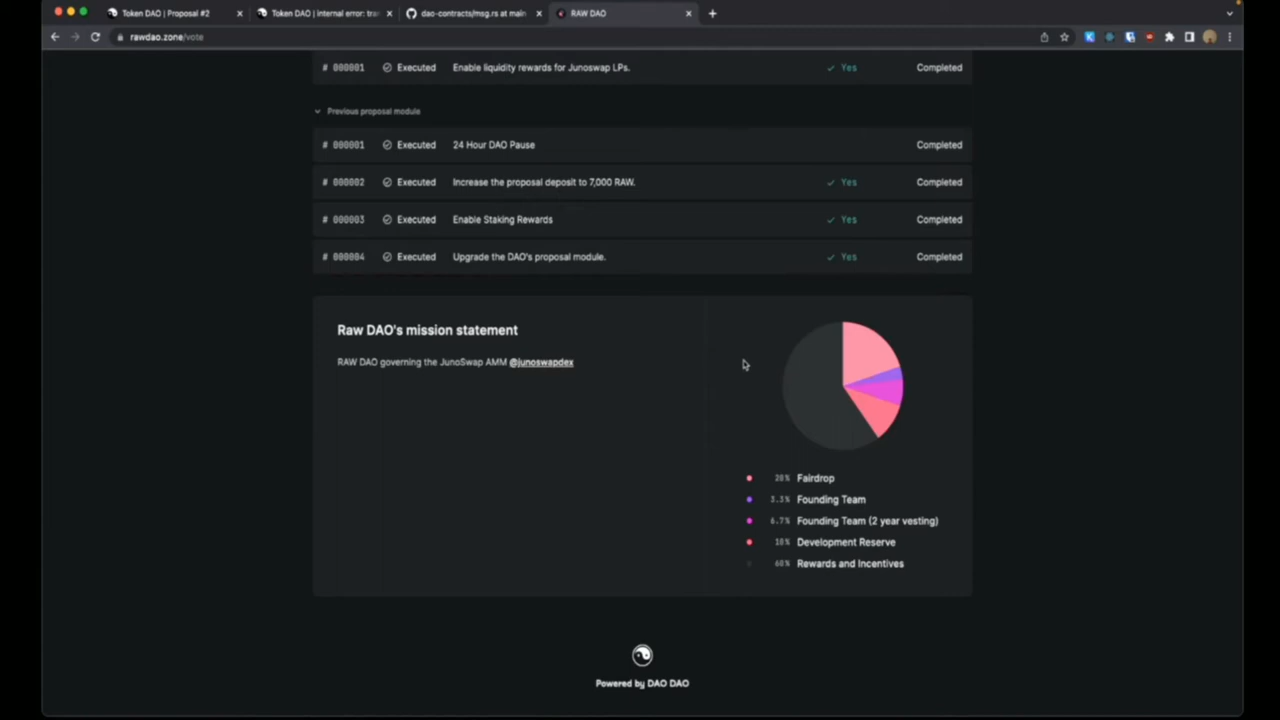 Token DAO | Proposal #2
Token DAO | internal error: tra
dao-contracts/msg.rs at main
RAW DAO
rawdao.zone/vote
# 000001 Executed Enable liquidity rewards for Junoswap LPs. Yes Completed
Previous proposal module
# 000001 Executed 24 Hour DAO Pause Completed
# 000002 Executed Increase the proposal deposit to 7,000 RAW. Yes Completed
# 000003 Executed Enable Staking Rewards Yes Completed
# 000004 Executed Upgrade the DAO's proposal module. Yes Completed
Raw DAO's mission statement
RAW DAO governing the JunoSwap AMM @junoswapdex
20% Fairdrop
3.3% Founding Team
6.7% Founding Team (2 year vesting)
10% Development Reserve
60% Rewards and Incentives
Powered by DAO DAO